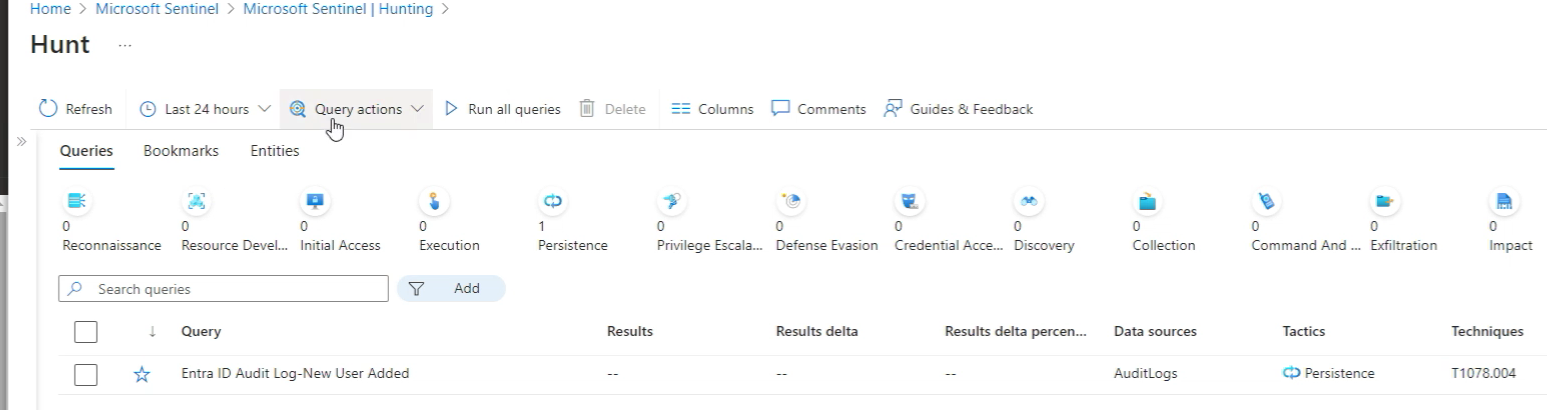 Home > Microsoft Sentinel > Microsoft Sentinel | Hunting >
Hunt ...
Refresh Last 24 hours Query actions Run all queries Delete Columns Comments Guides & Feedback
Queries Bookmarks Entities
0 0 0 0 1 0 0 0 0 0 0 0 0
Reconnaissance Resource Devel... Initial Access Execution Persistence Privilege Escala... Defense Evasion Credential Acce... Discovery Collection Command And ... Exfiltration Impact
Search queries Add
↓ Query Results Results delta Results delta percen... Data sources Tactics Techniques
Entra ID Audit Log-New User Added -- -- -- AuditLogs Persistence T1078.004